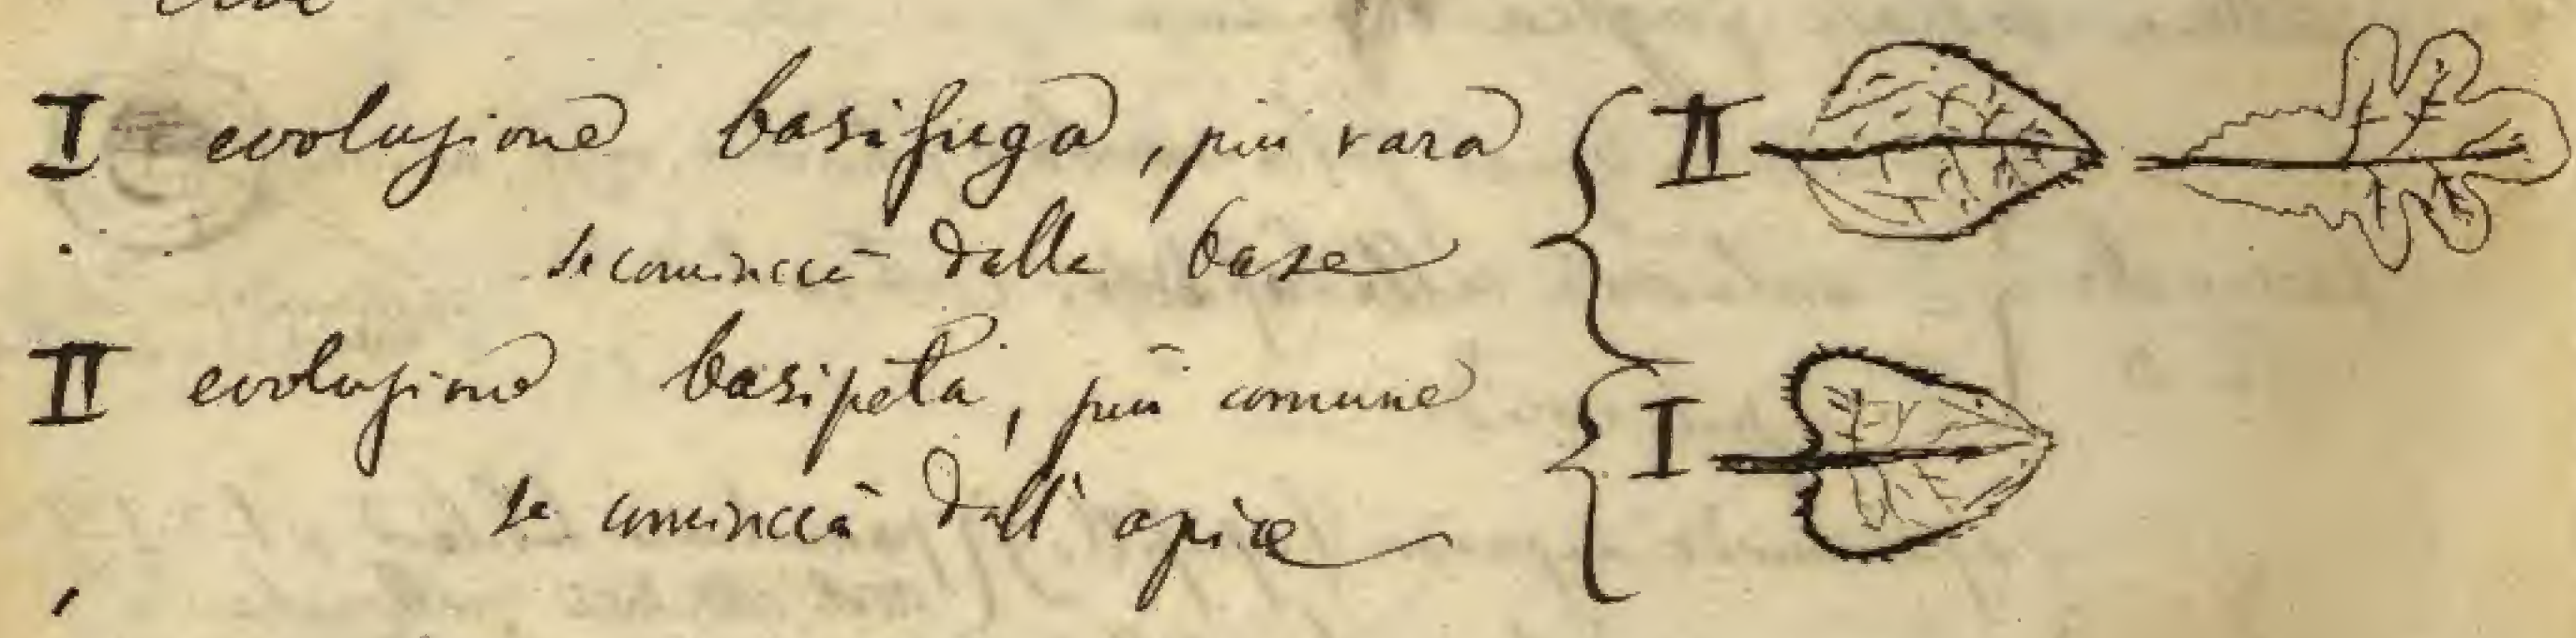 I evoluzione basifuga, più rara
si comincia dalla base
II evoluzione basipeta, più comune
si comincia dall' apice
II
I